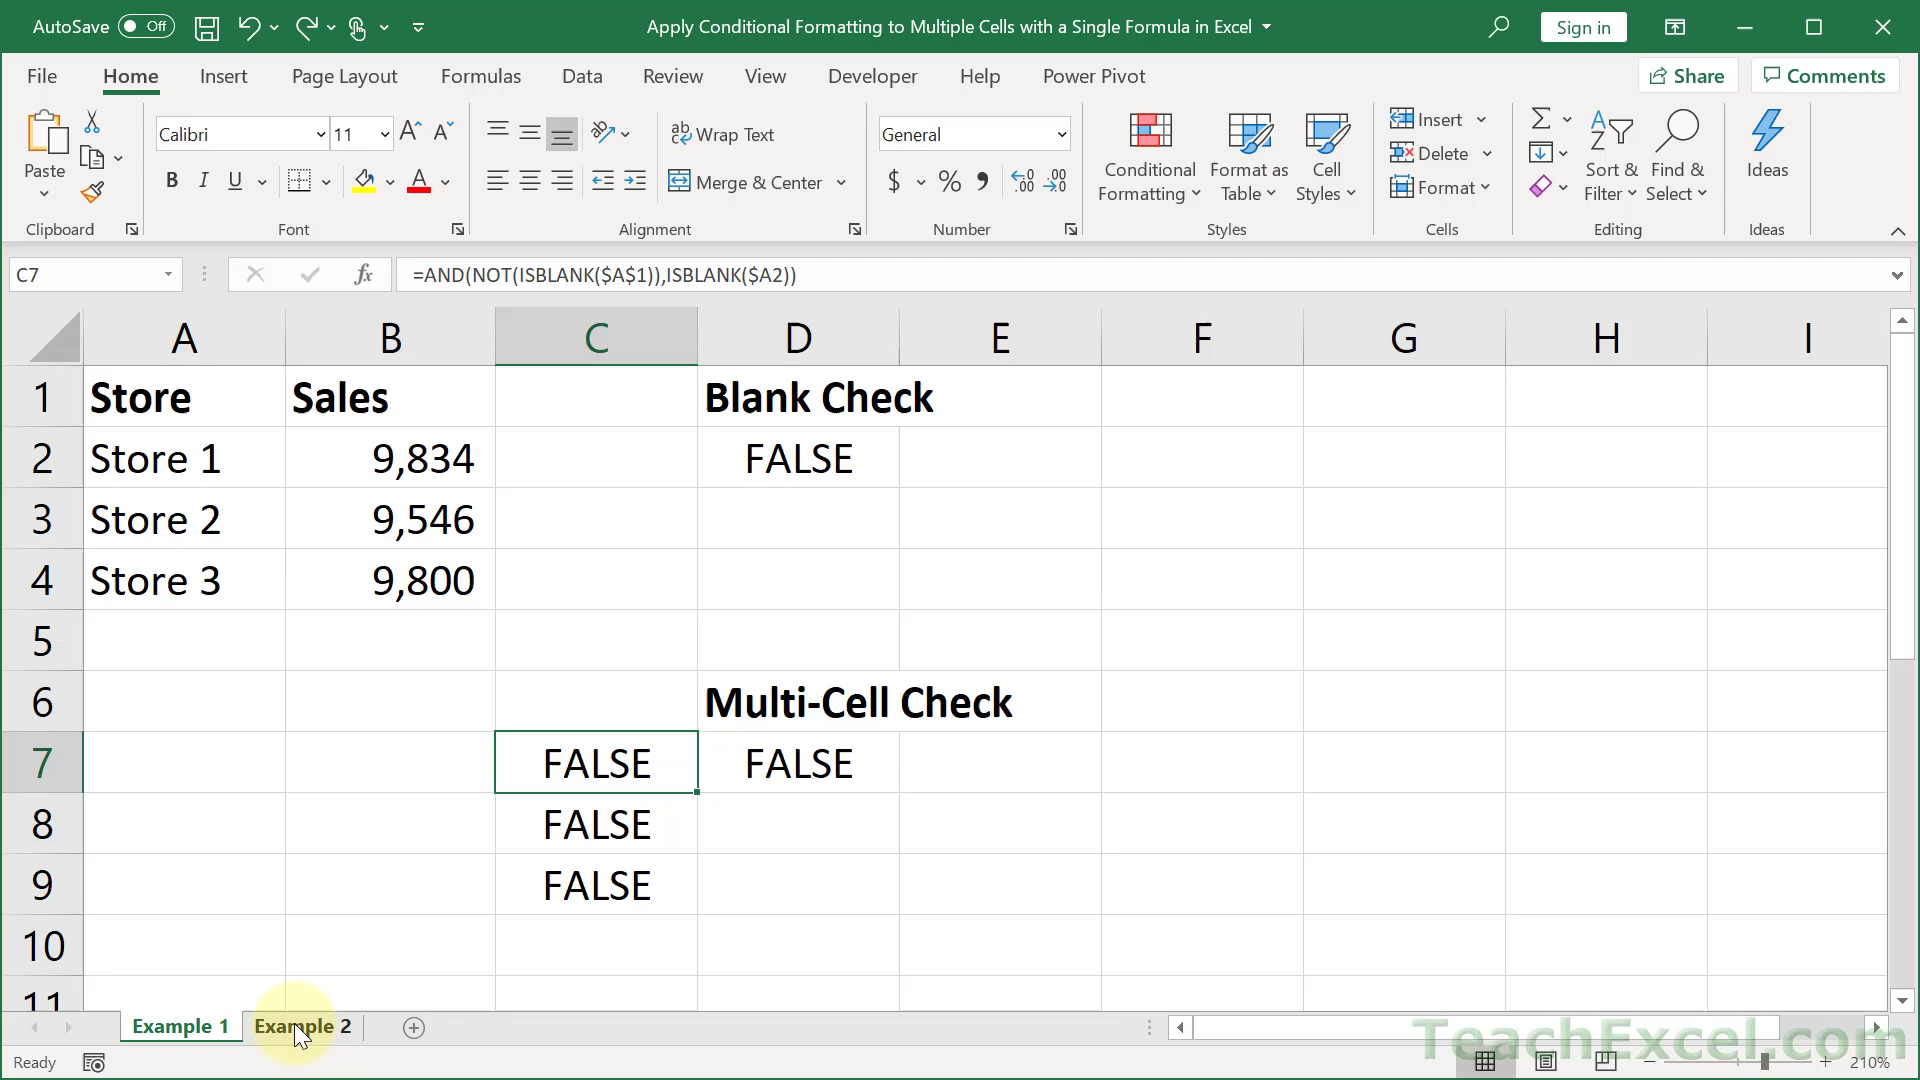 AutoSave Off Apply Conditional Formatting to Multiple Cells with a Single Formula in Excel Sign in
File Home Insert Page Layout Formulas Data Review View Developer Help Power Pivot Share Comments
Paste Calibri 11 Wrap Text General Conditional Formatting Format as Table Cell Styles Insert Sort & Filter Find & Select Ideas
B I U Merge & Center $ % Delete
Format
Clipboard Font Alignment Number Styles Cells Editing Ideas
C7 fx =AND(NOT(ISBLANK($A$1)),ISBLANK($A2))
A B C D E F G H I
1 Store Sales Blank Check
2 Store 1 9,834 FALSE
3 Store 2 9,546
4 Store 3 9,800
5
6 Multi-Cell Check
7 FALSE FALSE
8 FALSE
9 FALSE
10
11
Example 1 Example 2 TeachExcel.com
Ready 210%